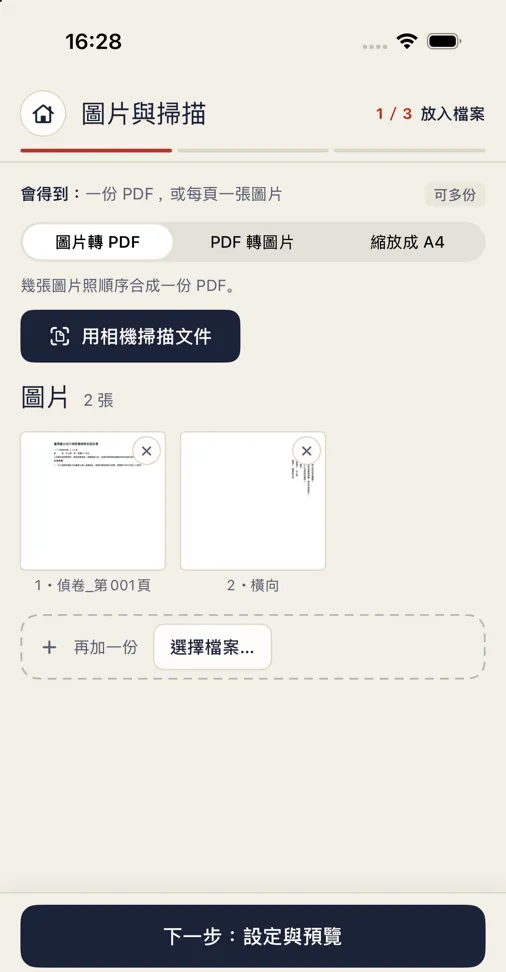 16:28
圖片與掃描
1 / 3 放入檔案
會得到：一份 PDF，或每頁一張圖片
可多份
圖片轉 PDF
PDF 轉圖片
縮放成 A4
幾張圖片照順序合成一份 PDF。
用相機掃描文件
圖片 2 張
1・偵卷_第001頁
2・橫向
+ 再加一份
選擇檔案...
下一步：設定與預覽